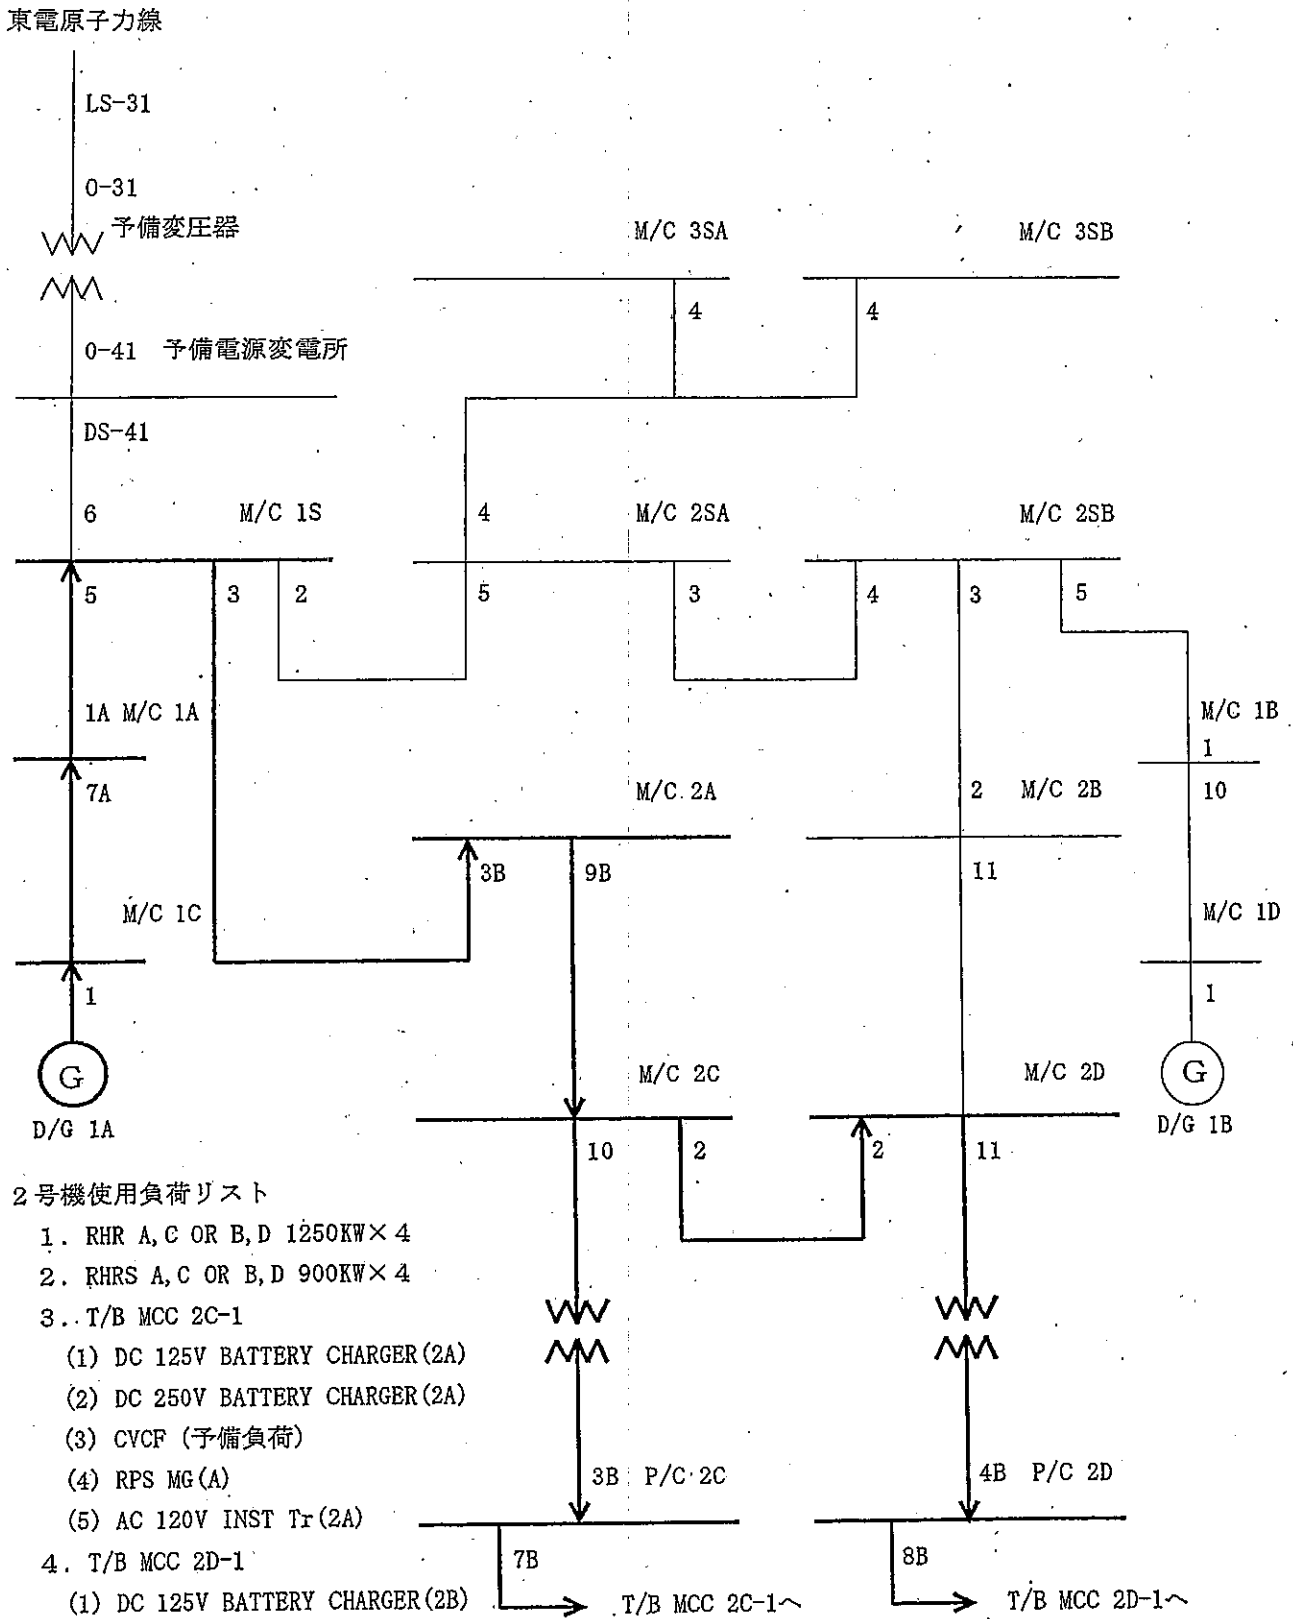 東電原子力線
LS-31
0-31
予備変圧器
M/C 3SA
M/C 3SB
4
4
0-41 予備電源変電所
DS-41
6
M/C 1S
4
M/C 2SA
M/C 2SB
5
3
2
5
3
4
3
5
1A M/C 1A
M/C 1B
1
7A
M/C 2A
2 M/C 2B
10
3B
9B
11
M/C 1C
M/C 1D
1
1
G
M/C 2C
M/C 2D
G
D/G 1A
D/G 1B
10
2
2
11
2号機使用負荷リスト
1. RHR A,C OR B,D 1250KW×4
2. RHRS A,C OR B,D 900KW×4
3. T/B MCC 2C-1
(1) DC 125V BATTERY CHARGER(2A)
(2) DC 250V BATTERY CHARGER(2A)
(3) CVCF (予備負荷)
(4) RPS MG(A)
(5) AC 120V INST Tr(2A)
4. T/B MCC 2D-1
(1) DC 125V BATTERY CHARGER(2B)
3B P/C 2C
4B P/C 2D
7B
8B
T/B MCC 2C-1へ
T/B MCC 2D-1へ